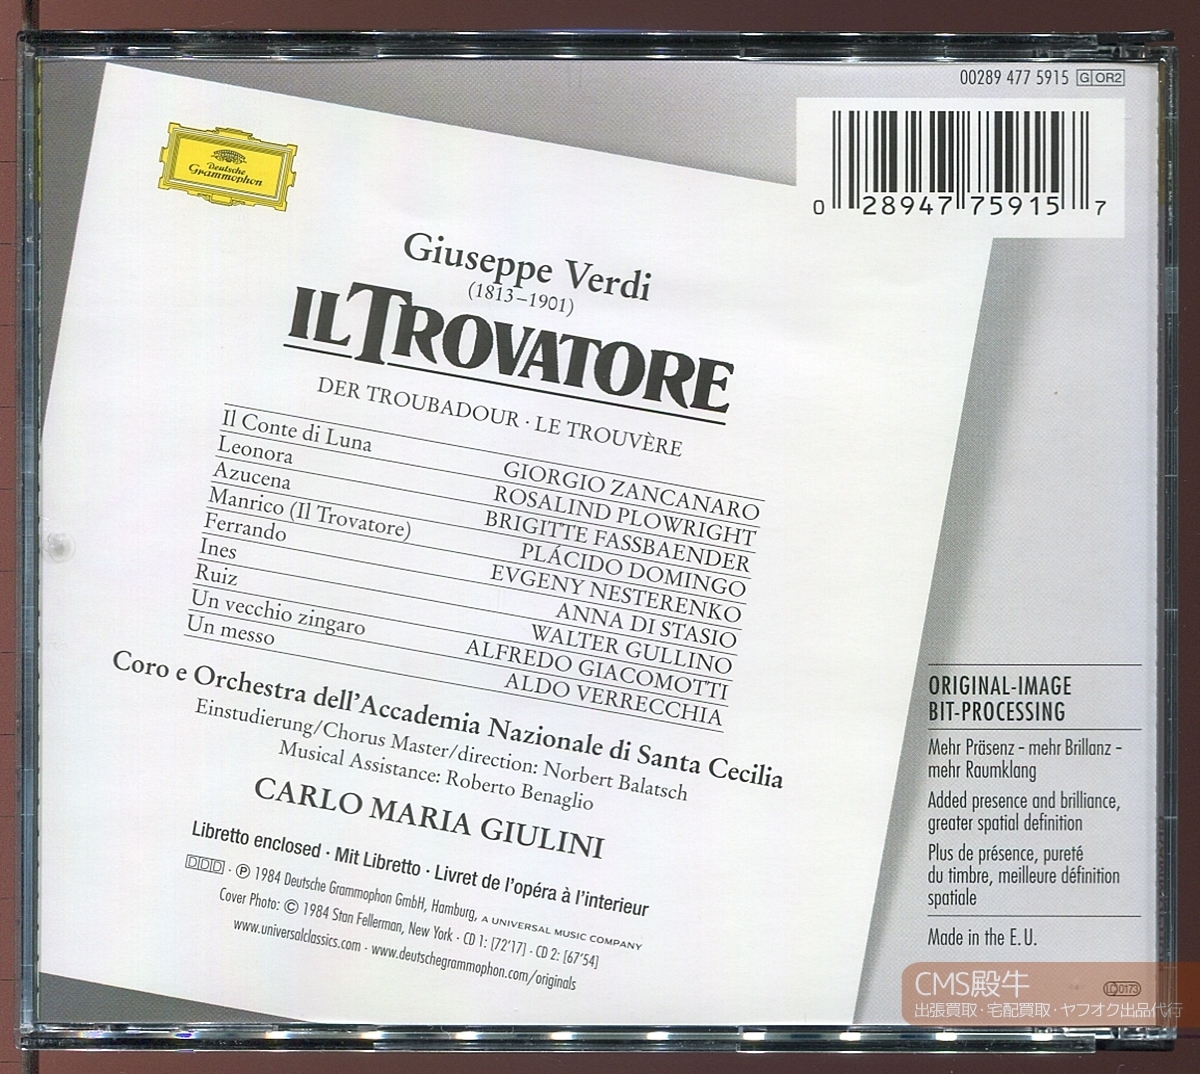 00289 477 5915 G OR2
0 28947 75915 7
Deutsche
Grammophon
Giuseppe Verdi
(1813–1901)
IL TROVATORE
DER TROUBADOUR · LE TROUVÈRE
Il Conte di Luna GIORGIO ZANCANARO
Leonora ROSALIND PLOWRIGHT
Azucena BRIGITTE FASSBAENDER
Manrico (Il Trovatore) PLÁCIDO DOMINGO
Ferrando EVGENY NESTERENKO
Ines ANNA DI STASIO
Ruiz WALTER GULLINO
Un vecchio zingaro ALFREDO GIACOMOTTI
Un messo ALDO VERRECCHIA
Coro e Orchestra dell'Accademia Nazionale di Santa Cecilia
Einstudierung/Chorus Master/direction: Norbert Balatsch
Musical Assistance: Roberto Benaglio
CARLO MARIA GIULINI
Libretto enclosed · Mit Libretto · Livret de l'opéra à l'interieur
DDD · ℗ 1984 Deutsche Grammophon GmbH, Hamburg, A UNIVERSAL MUSIC COMPANY
Cover Photo: © 1984 Stan Fellerman, New York · CD 1: [72'17] · CD 2: [67'54]
www.universalclassics.com · www.deutschegrammophon.com/originals
ORIGINAL-IMAGE
BIT-PROCESSING
Mehr Präsenz – mehr Brillanz –
mehr Raumklang
Added presence and brilliance,
greater spatial definition
Plus de présence, pureté
du timbre, meilleure définition
spatiale
Made in the E. U.
LC 0173
CMS殿牛
出張買取·宅配買取·ヤフオク出品代行